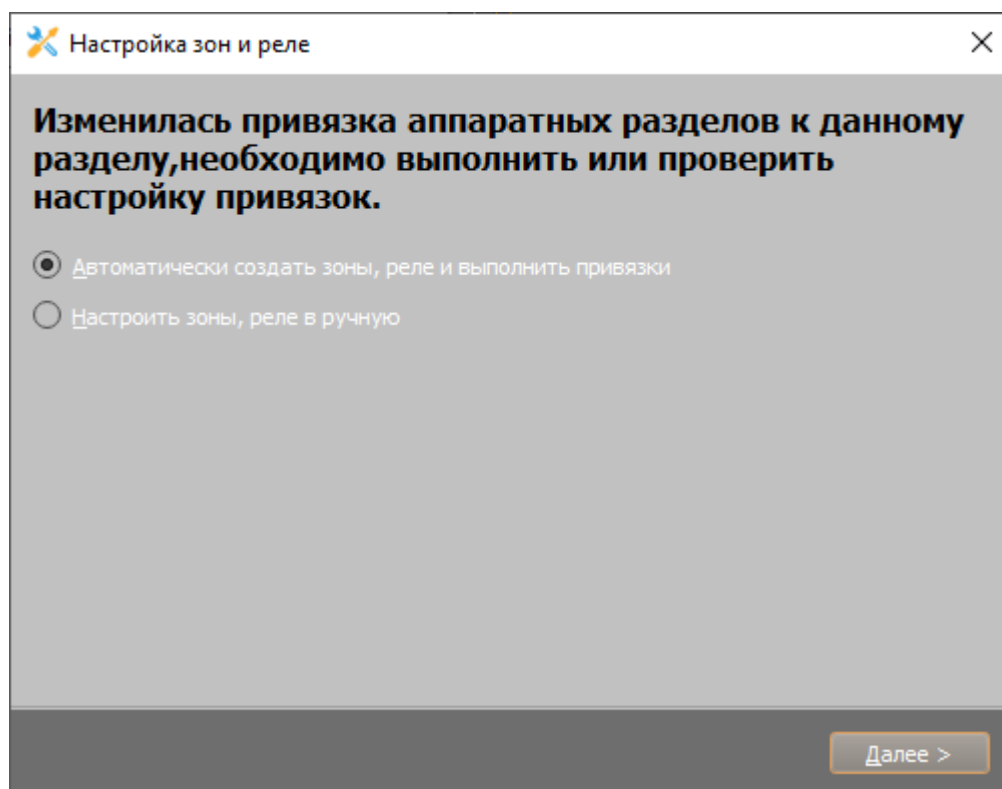 Настройка зон и реле
Изменилась привязка аппаратных разделов к данному
разделу,необходимо выполнить или проверить
настройку привязок.
Автоматически создать зоны, реле и выполнить привязки
Настроить зоны, реле в ручную
Далее >